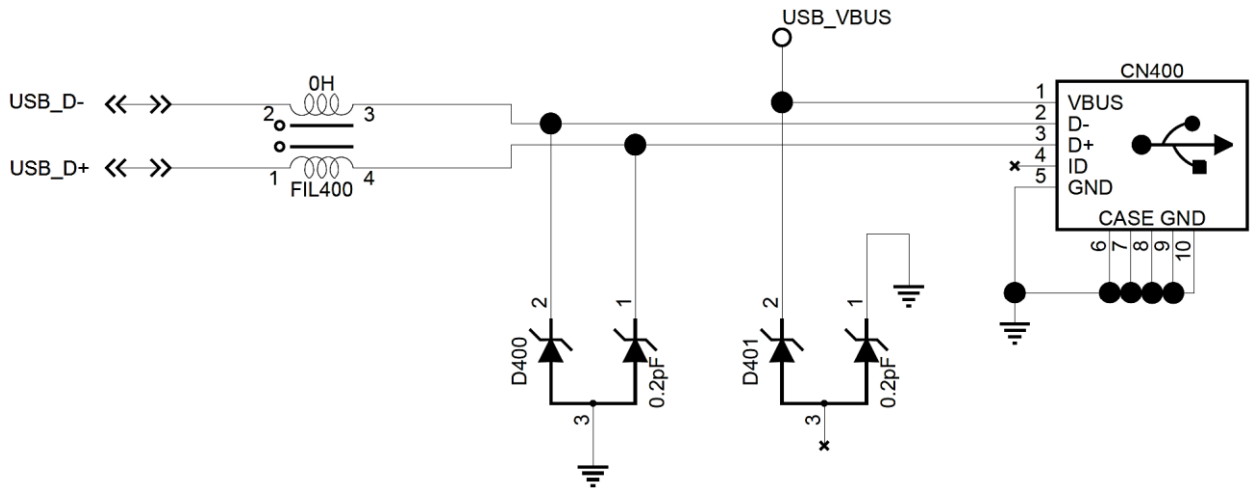 USB_VBUS
CN400
USB_D-
0H
2
3
1
VBUS
2
D-
3
D+
4
ID
5
GND
USB_D+
1
4
FIL400
CASE GND
6
7
8
9
10
2
1
2
1
D400
0.2pF
D401
0.2pF
3
3